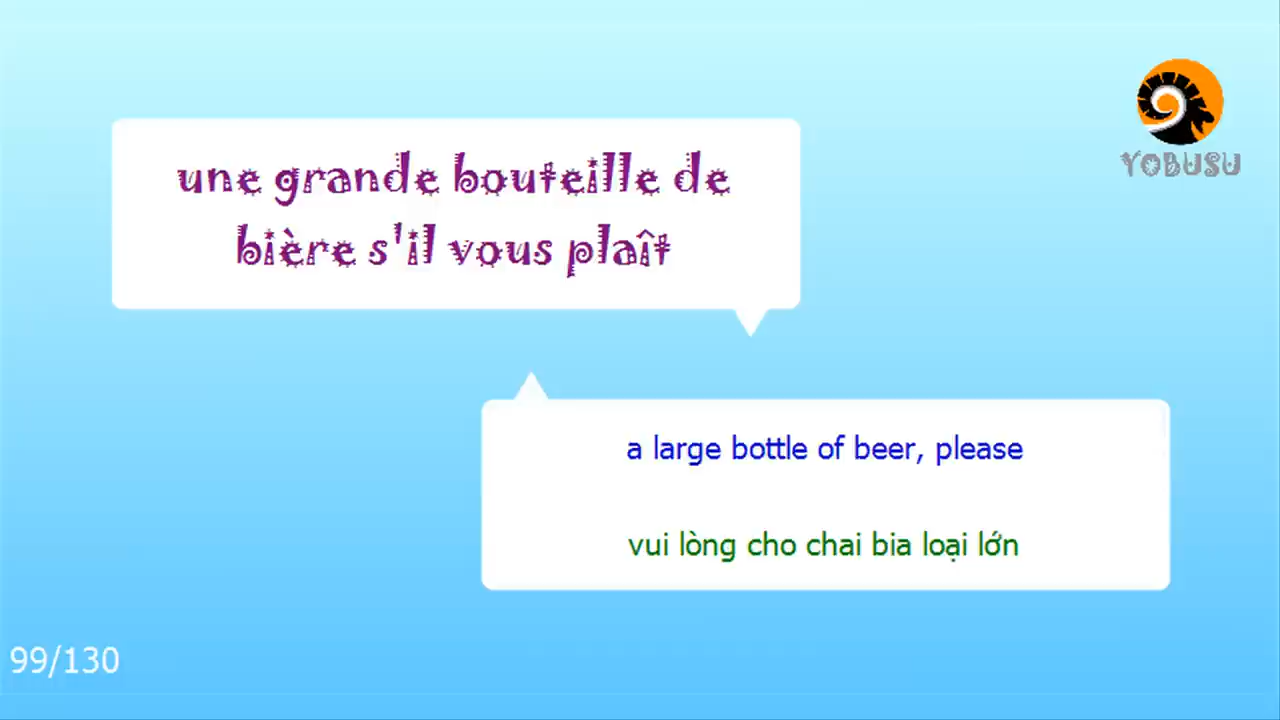 YOBUSU
une grande bouteille de
bière s'il vous plaît
a large bottle of beer, please
vui lòng cho chai bia loại lớn
99/130